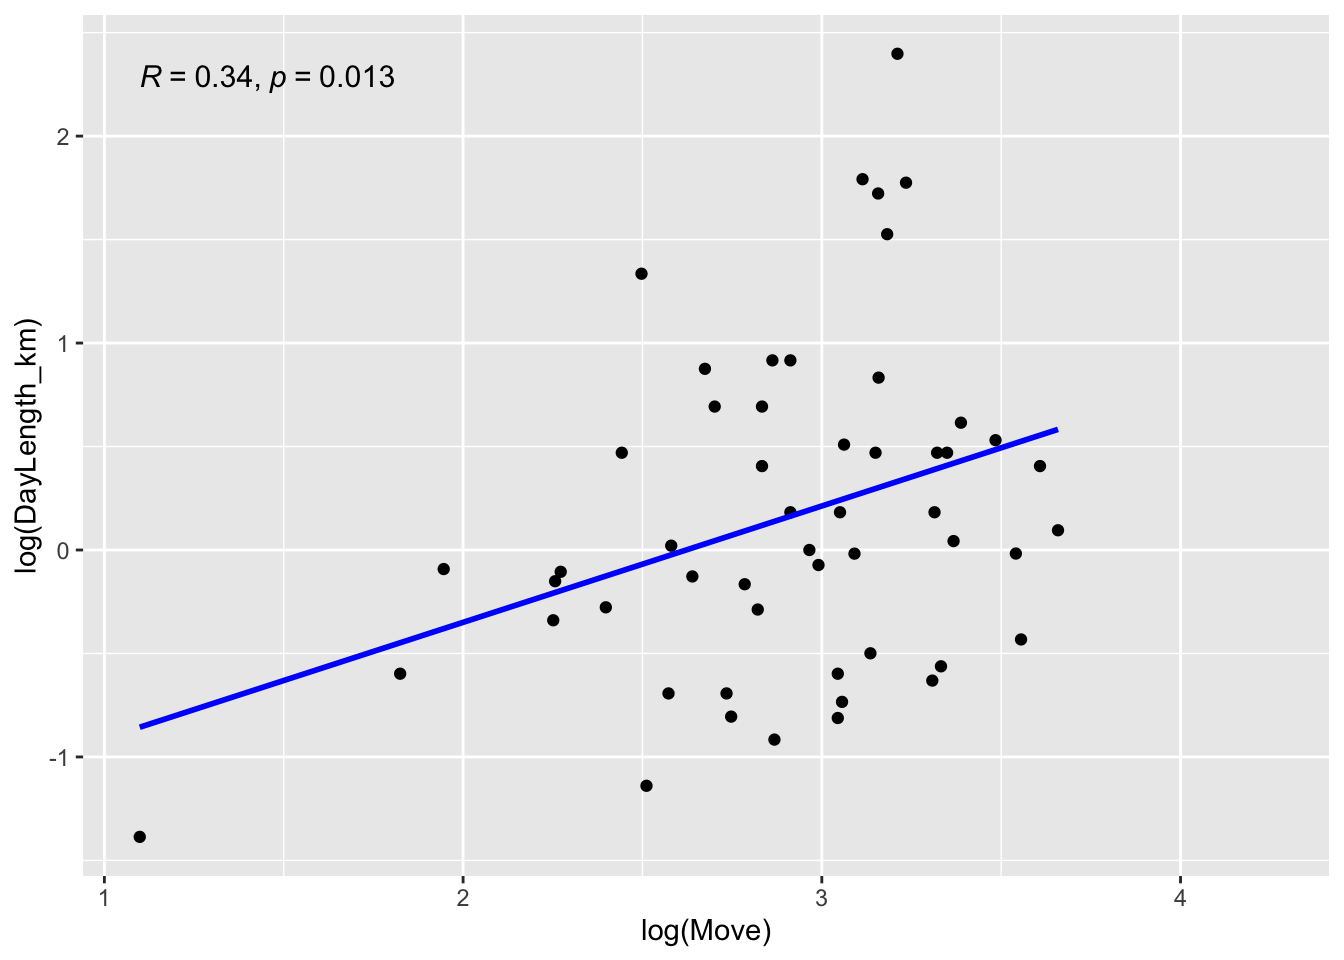 R = 0.34, p = 0.013
2
1
0
-1
log(DayLength_km)
1 2 3 4
log(Move)